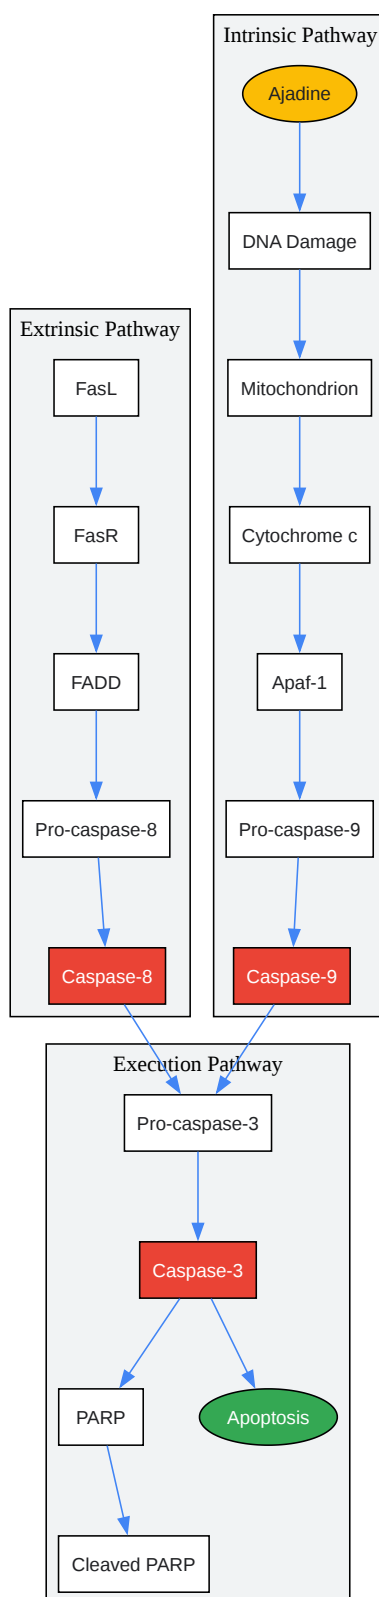 Intrinsic Pathway
Ajadine
DNA Damage
Mitochondrion
Cytochrome c
Apaf-1
Pro-caspase-9
Caspase-9
Extrinsic Pathway
FasL
FasR
FADD
Pro-caspase-8
Caspase-8
Execution Pathway
Pro-caspase-3
Caspase-3
PARP
Apoptosis
Cleaved PARP